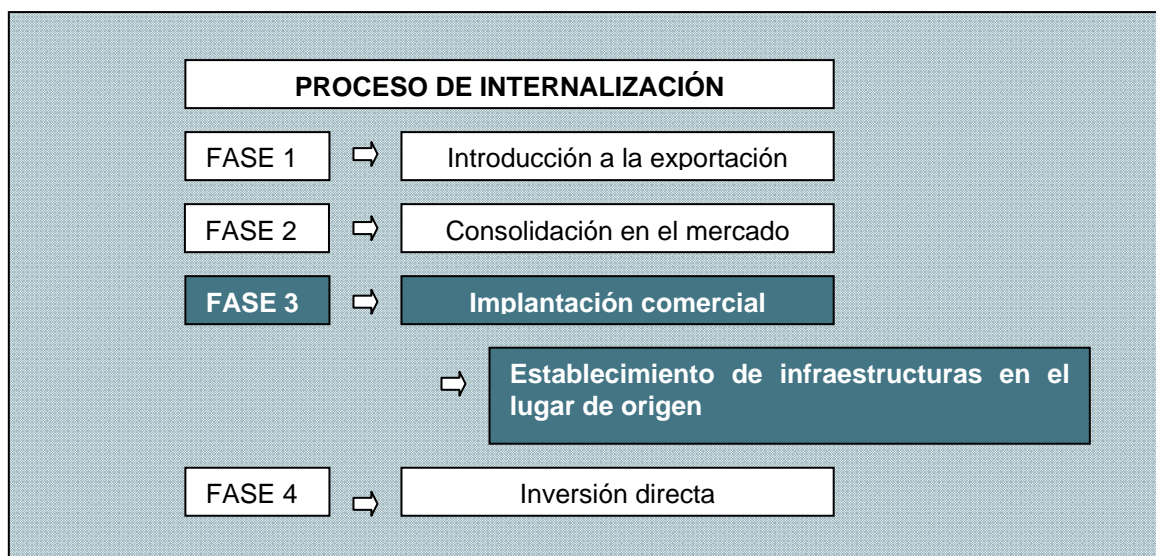 PROCESO DE INTERNALIZACIÓN
FASE 1
Introducción a la exportación
FASE 2
Consolidación en el mercado
FASE 3
Implantación comercial
Establecimiento de infraestructuras en el
lugar de origen
FASE 4
Inversión directa